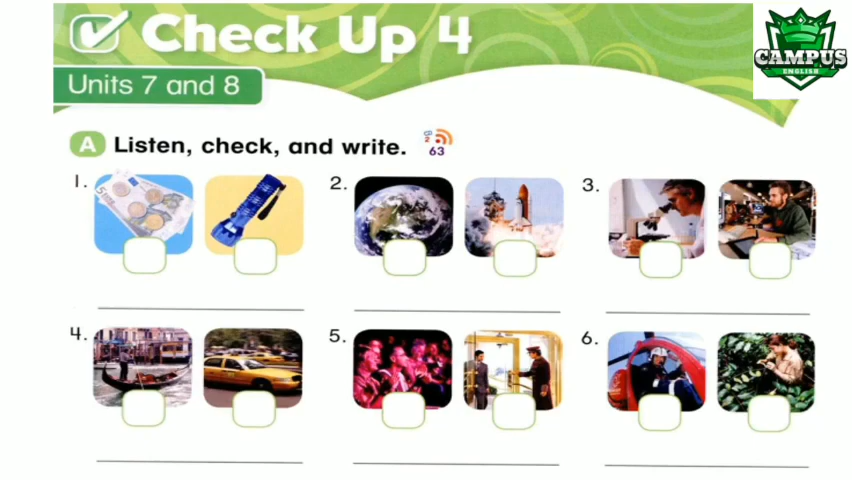 Check Up 4
CAMPUS
ENGLISH
Units 7 and 8
A Listen, check, and write.
CD 2
63
1.
2.
3.
4.
5.
6.